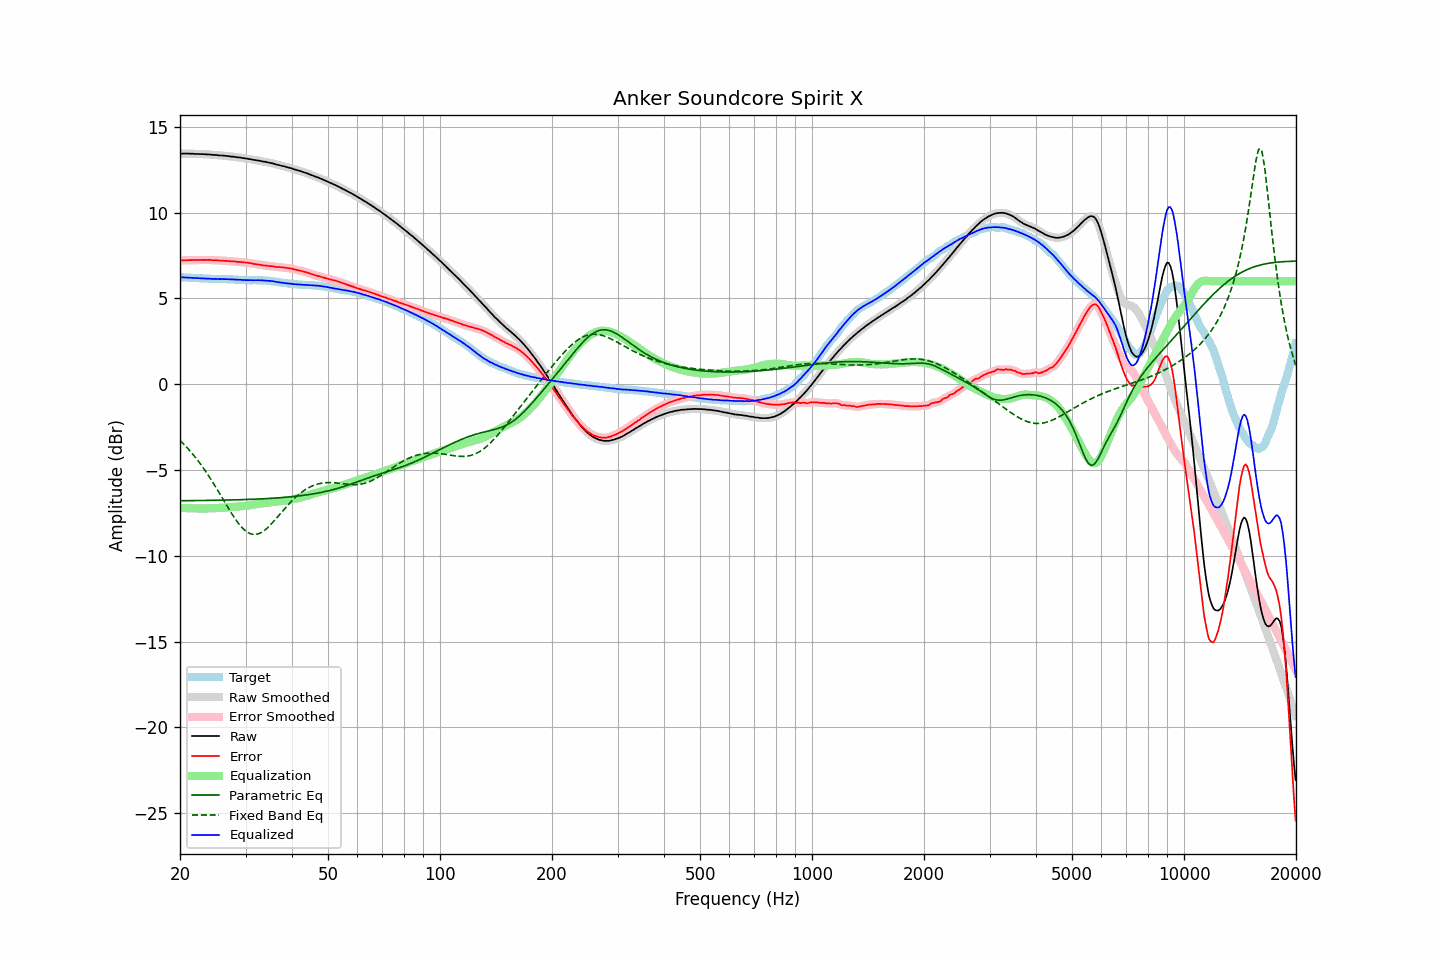 Anker Soundcore Spirit X
Amplitude (dBr)
15
10
5
0
−5
−10
−15
−20
−25
Target
Raw Smoothed
Error Smoothed
Raw
Error
Equalization
Parametric Eq
Fixed Band Eq
Equalized
20
50
100
200
500
1000
2000
5000
10000
20000
Frequency (Hz)